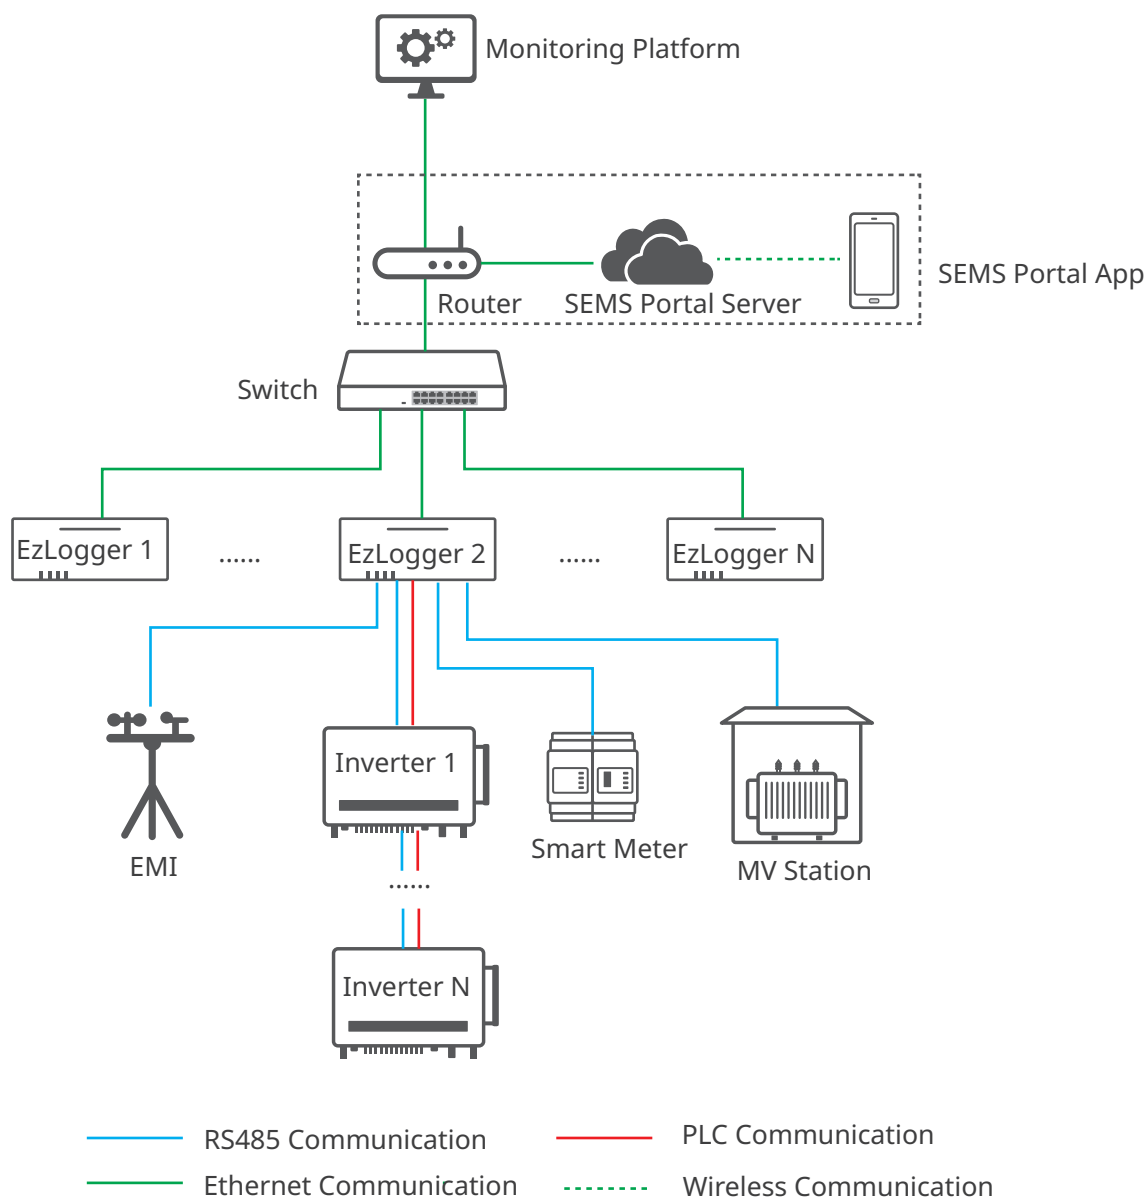 Monitoring Platform
SEMS Portal App
Router
SEMS Portal Server
Switch
EzLogger 1
......
EzLogger 2
......
EzLogger N
Inverter 1
Smart Meter
EMI
MV Station
......
Inverter N
RS485 Communication
PLC Communication
Ethernet Communication
Wireless Communication